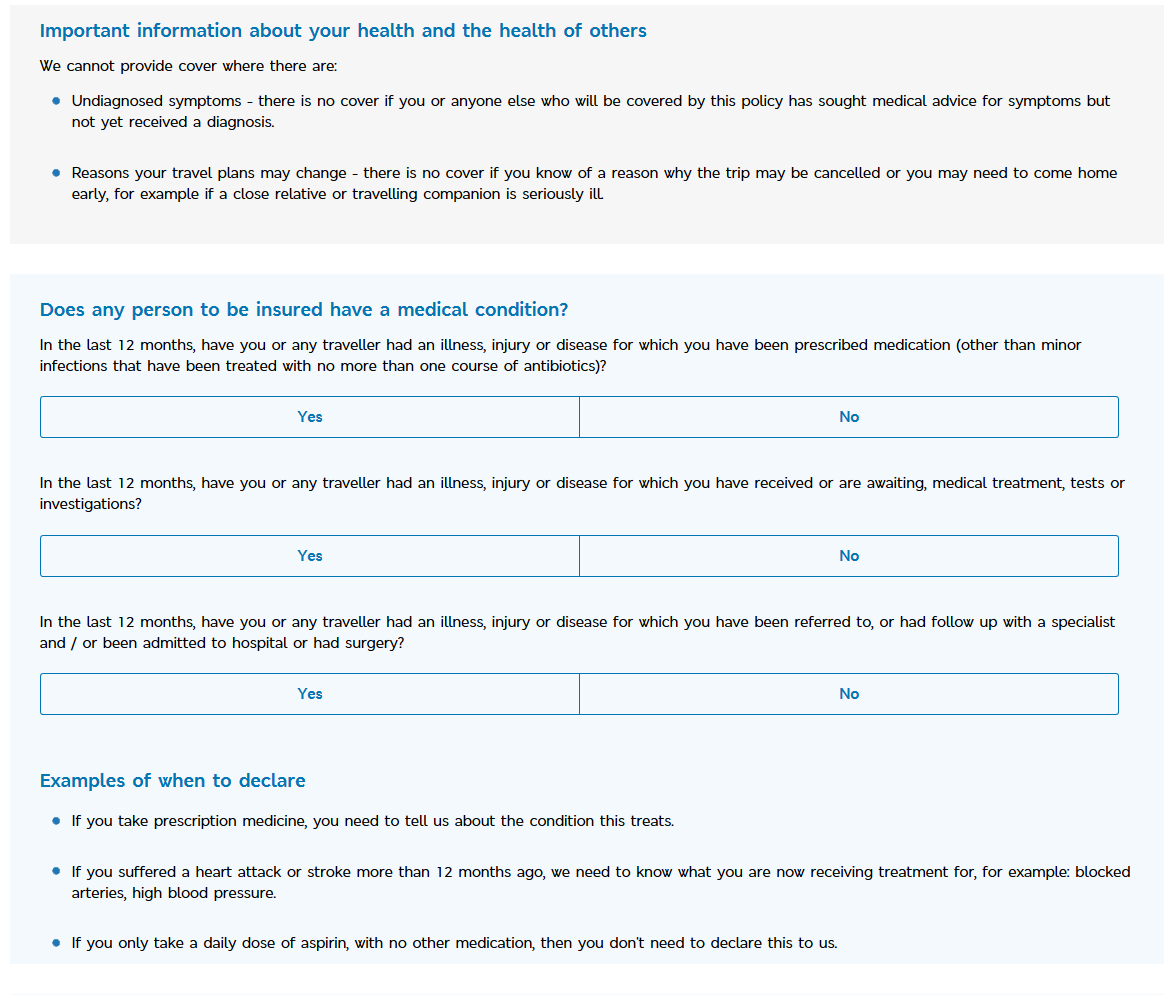 Important information about your health and the health of others
We cannot provide cover where there are:
Undiagnosed symptoms - there is no cover if you or anyone else who will be covered by this policy has sought medical advice for symptoms but
not yet received a diagnosis.
Reasons your travel plans may change - there is no cover if you know of a reason why the trip may be cancelled or you may need to come home
early, for example if a close relative or travelling companion is seriously ill.
Does any person to be insured have a medical condition?
In the last 12 months, have you or any traveller had an illness, injury or disease for which you have been prescribed medication (other than minor
infections that have been treated with no more than one course of antibiotics)?
Yes No
In the last 12 months, have you or any traveller had an illness, injury or disease for which you have received or are awaiting, medical treatment, tests or
investigations?
Yes No
In the last 12 months, have you or any traveller had an illness, injury or disease for which you have been referred to, or had follow up with a specialist
and / or been admitted to hospital or had surgery?
Yes No
Examples of when to declare
If you take prescription medicine, you need to tell us about the condition this treats.
If you suffered a heart attack or stroke more than 12 months ago, we need to know what you are now receiving treatment for, for example: blocked
arteries, high blood pressure.
If you only take a daily dose of aspirin, with no other medication, then you don't need to declare this to us.